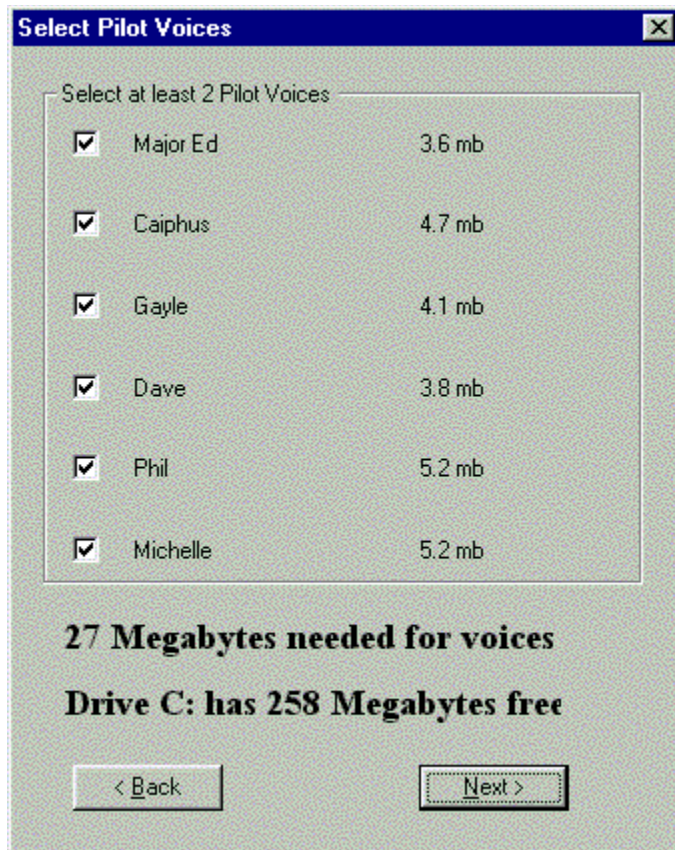 Select Pilot Voices
Select at least 2 Pilot Voices
Major Ed 3.6 mb
Caiphus 4.7 mb
Gayle 4.1 mb
Dave 3.8 mb
Phil 5.2 mb
Michelle 5.2 mb
27 Megabytes needed for voices
Drive C: has 258 Megabytes free
< Back Next >